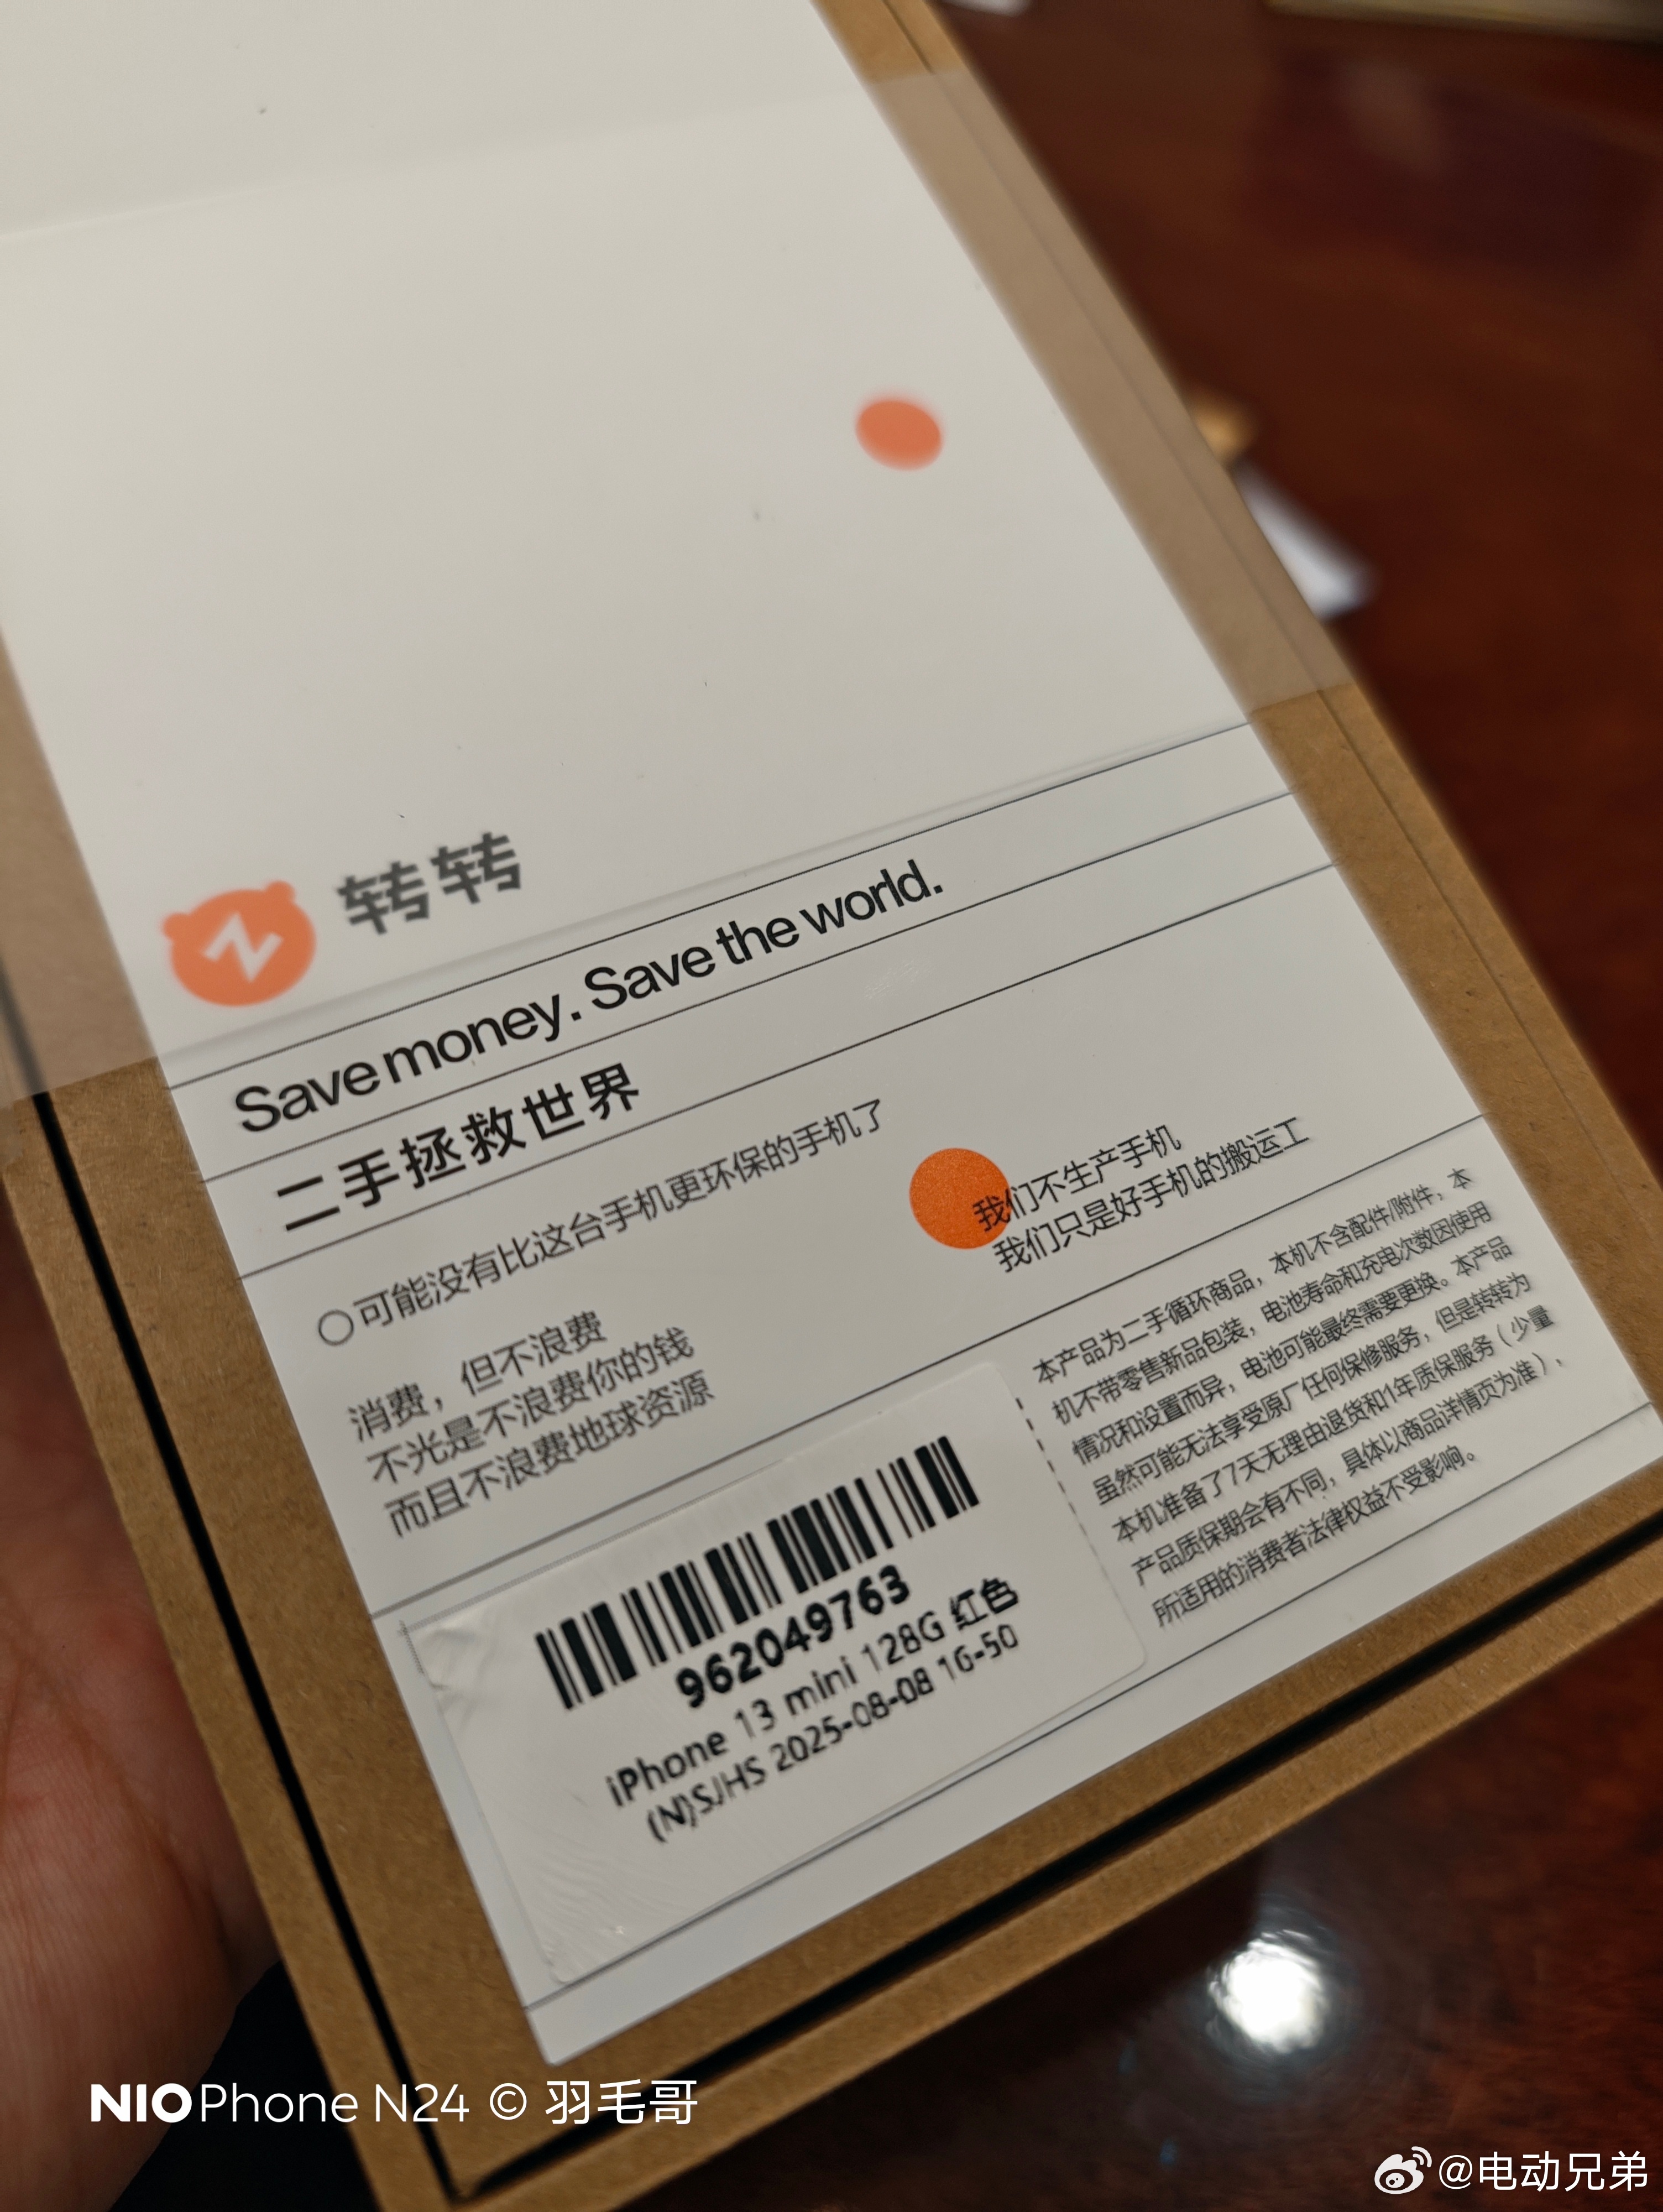 转转
Save money. Save the world.
二手拯救世界
可能没有比这台手机更环保的手机了
消费，但不浪费
不光是不浪费你的钱
而且不浪费地球资源
我们不生产手机
我们只是好手机的搬运工
本产品为二手循环商品，本机不含配件/附件，本
机不带零售新品包装，电池寿命和充电次数因使用
情况和设置而异，电池可能最终需要更换。本产品
虽然可能无法享受原厂任何保修服务，但是转转为
本机准备了7天无理由退货和1年质保服务（少量
产品质保期会有不同，具体以商品详情页为准），
所适用的消费者法律权益不受影响。
962049763
iPhone 13 mini 128G 红色
(N)SJHS 2025-08-08 16-50
NIO Phone N24 © 羽毛哥
@电动兄弟